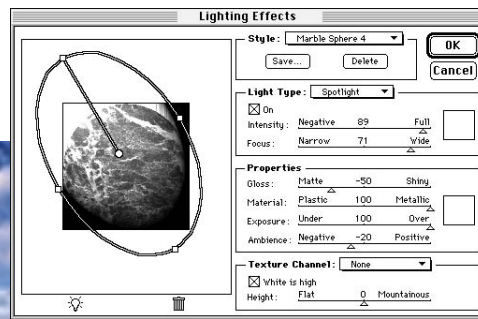 Lighting Effects
Style: Marble Sphere 4
Save... Delete
OK
Cancel
Light Type: Spotlight
On
Intensity: Negative 89 Full
Focus: Narrow 71 Wide
Properties
Gloss: Matte -50 Shiny
Material: Plastic 100 Metallic
Exposure: Under 100 Over
Ambience: Negative -20 Positive
Texture Channel: None
White is high
Height: Flat 0 Mountainous